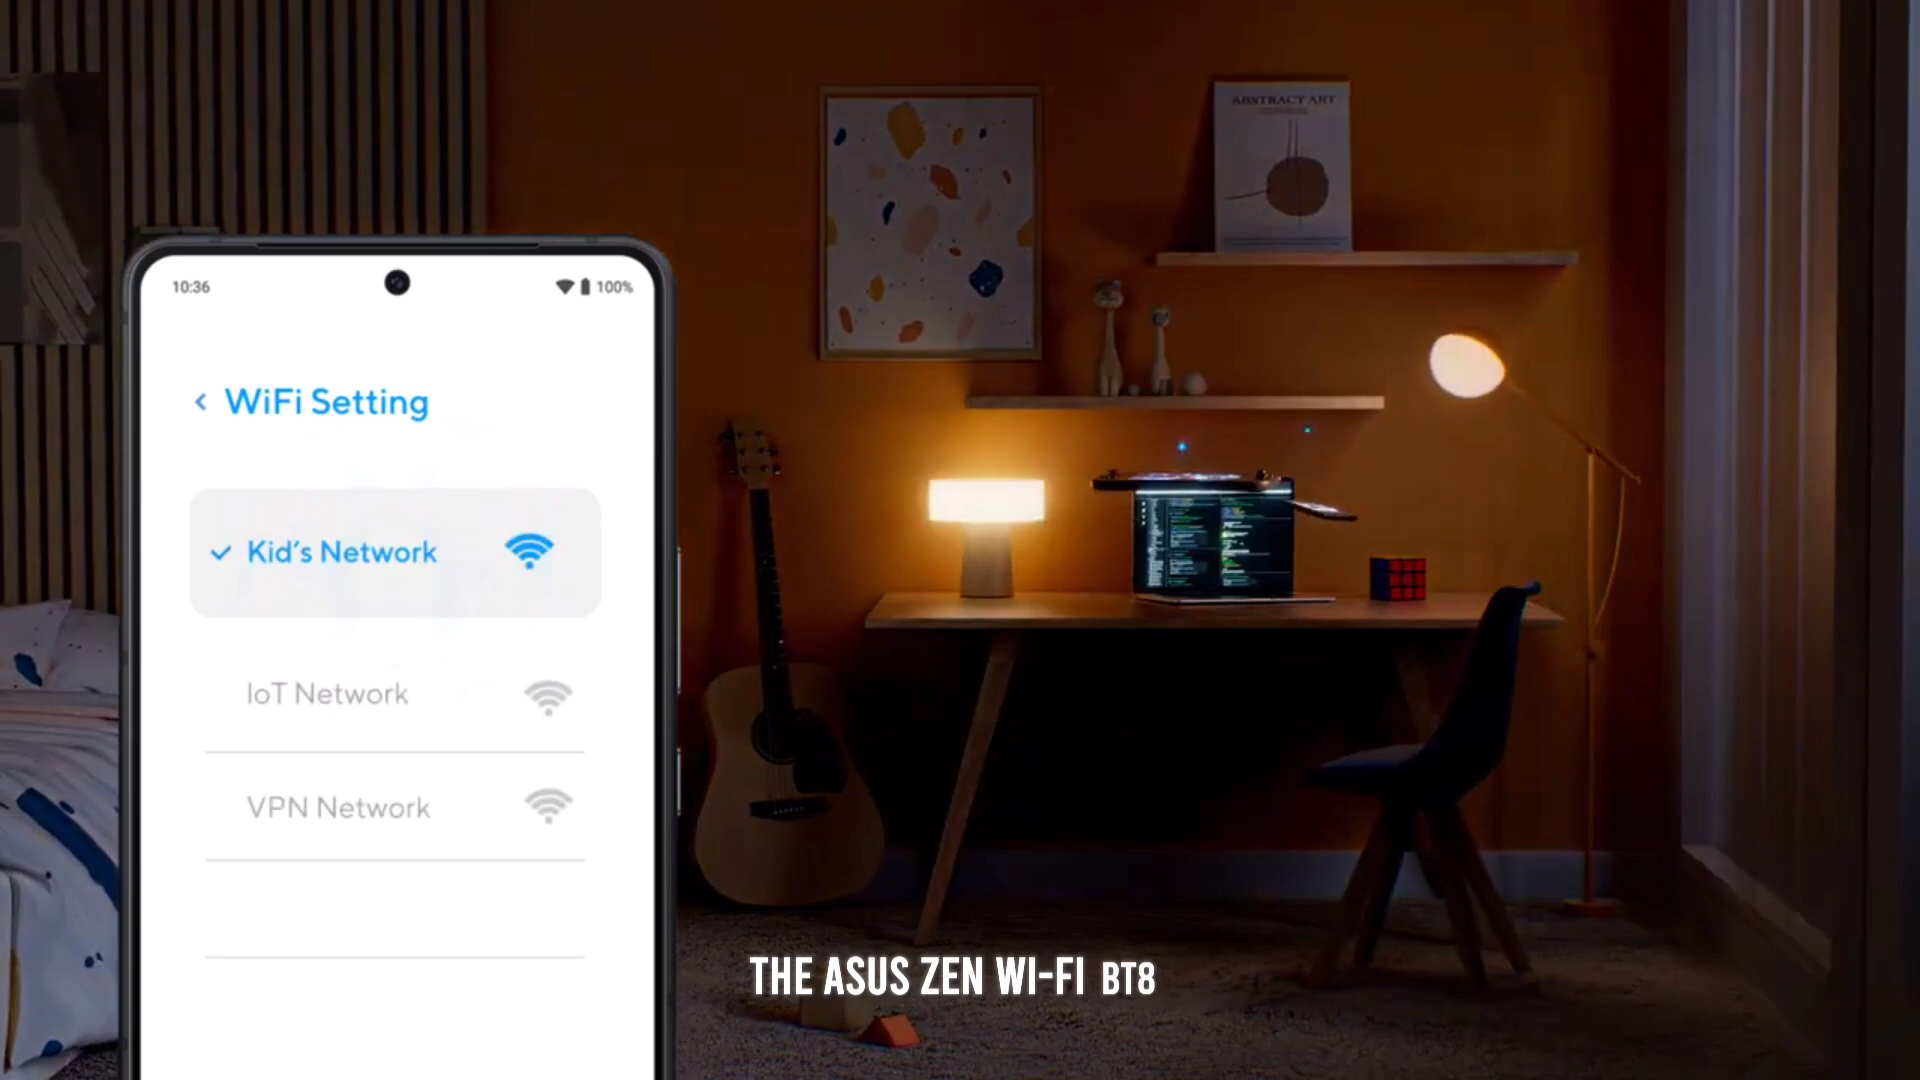 ABSTRACT ART
10:36
100%
WiFi Setting
Kid's Network
IoT Network
VPN Network
THE ASUS ZEN WI-FI BT8